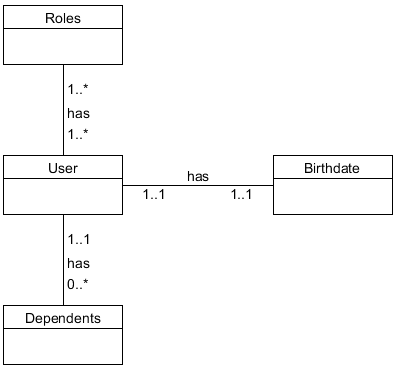 Roles
1..*
has
1..*
User
has
Birthdate
1..1
1..1
1..1
has
0..*
Dependents